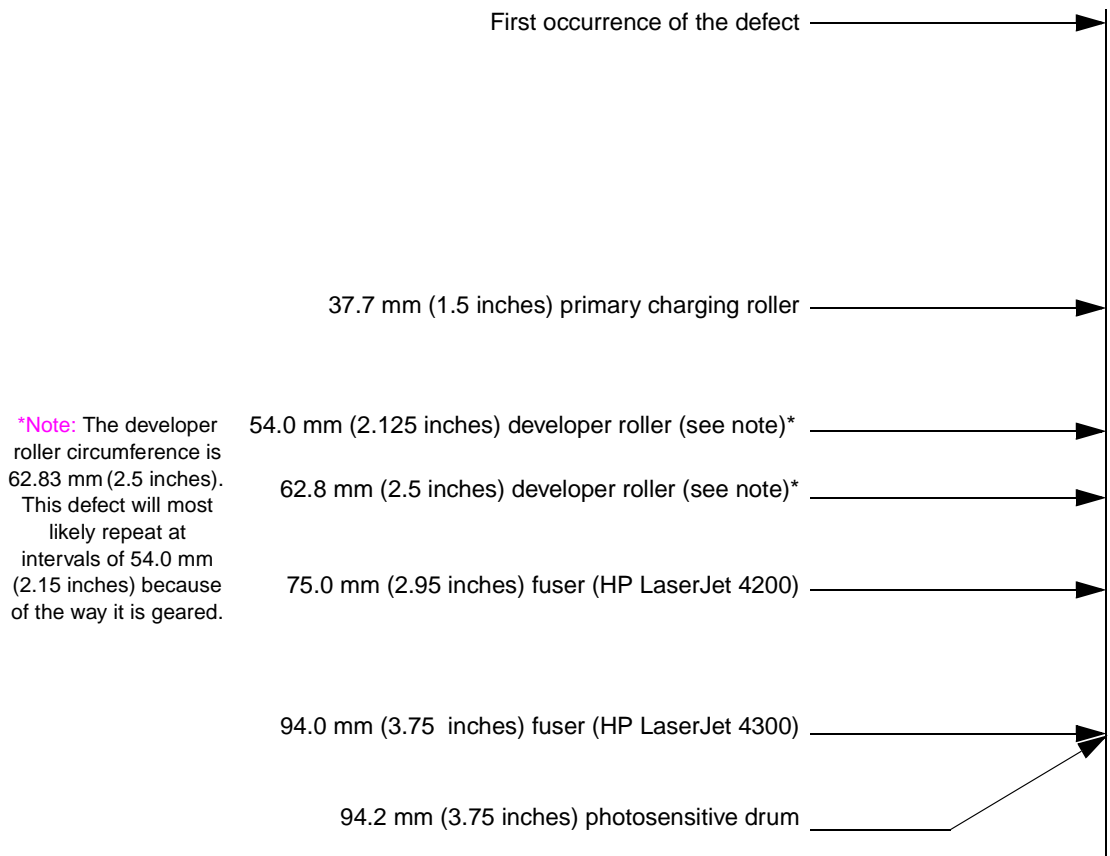 First occurrence of the defect
37.7 mm (1.5 inches) primary charging roller
*Note: The developer
roller circumference is
62.83 mm (2.5 inches).
This defect will most
likely repeat at
intervals of 54.0 mm
(2.15 inches) because
of the way it is geared.
54.0 mm (2.125 inches) developer roller (see note)*
62.8 mm (2.5 inches) developer roller (see note)*
75.0 mm (2.95 inches) fuser (HP LaserJet 4200)
94.0 mm (3.75  inches) fuser (HP LaserJet 4300)
94.2 mm (3.75 inches) photosensitive drum